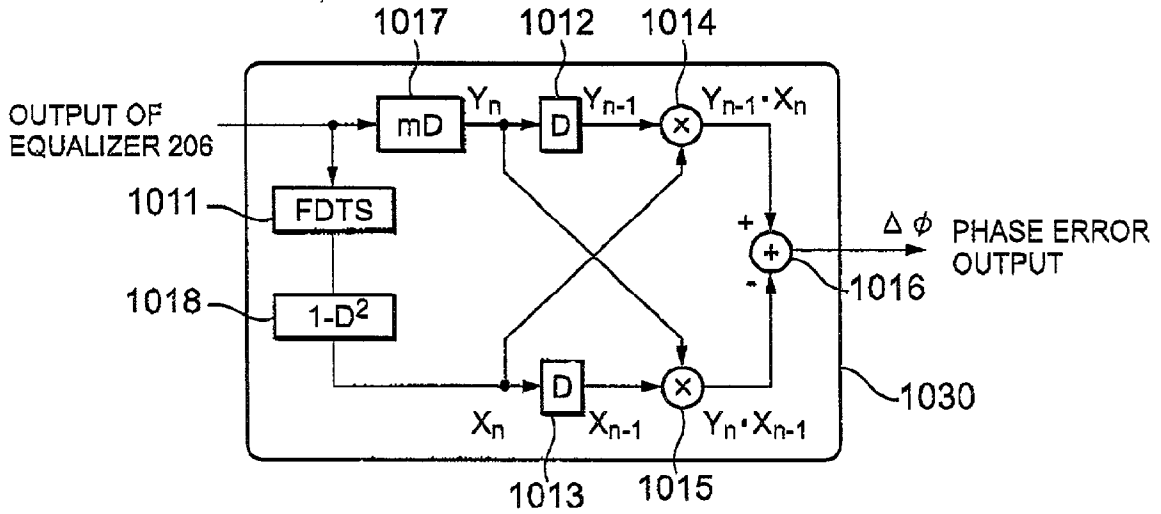 1017
1012
1014
OUTPUT OF
EQUALIZER 206
mD
Yₙ
D
Yₙ₋₁
×
Yₙ₋₁·Xₙ
1011
FDTS
+
Δ φ
PHASE ERROR
OUTPUT
+
-
1016
1018
1-D²
Xₙ
D
Xₙ₋₁
×
Yₙ·Xₙ₋₁
1030
1013
1015